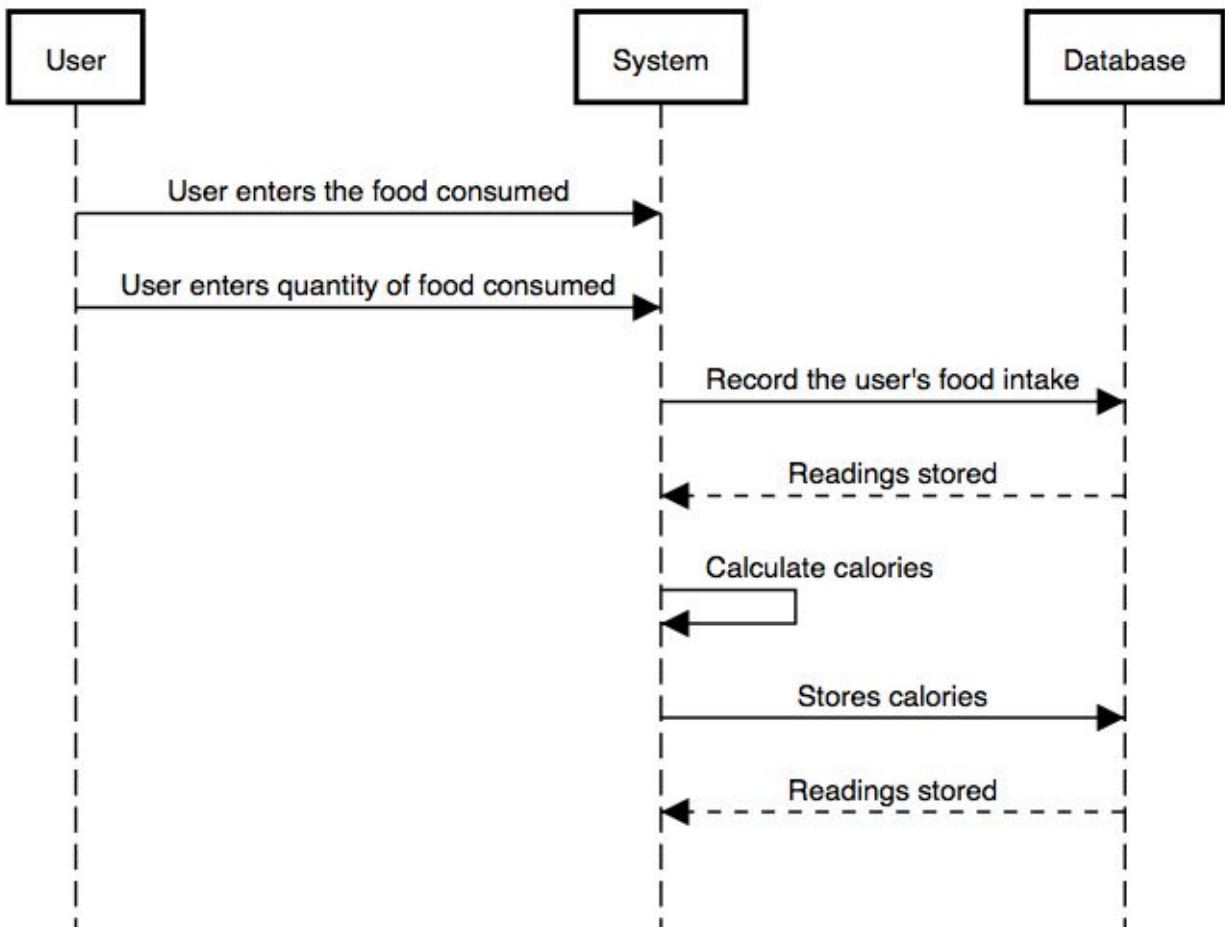 User
System
Database
User enters the food consumed
User enters quantity of food consumed
Record the user's food intake
Readings stored
Calculate calories
Stores calories
Readings stored